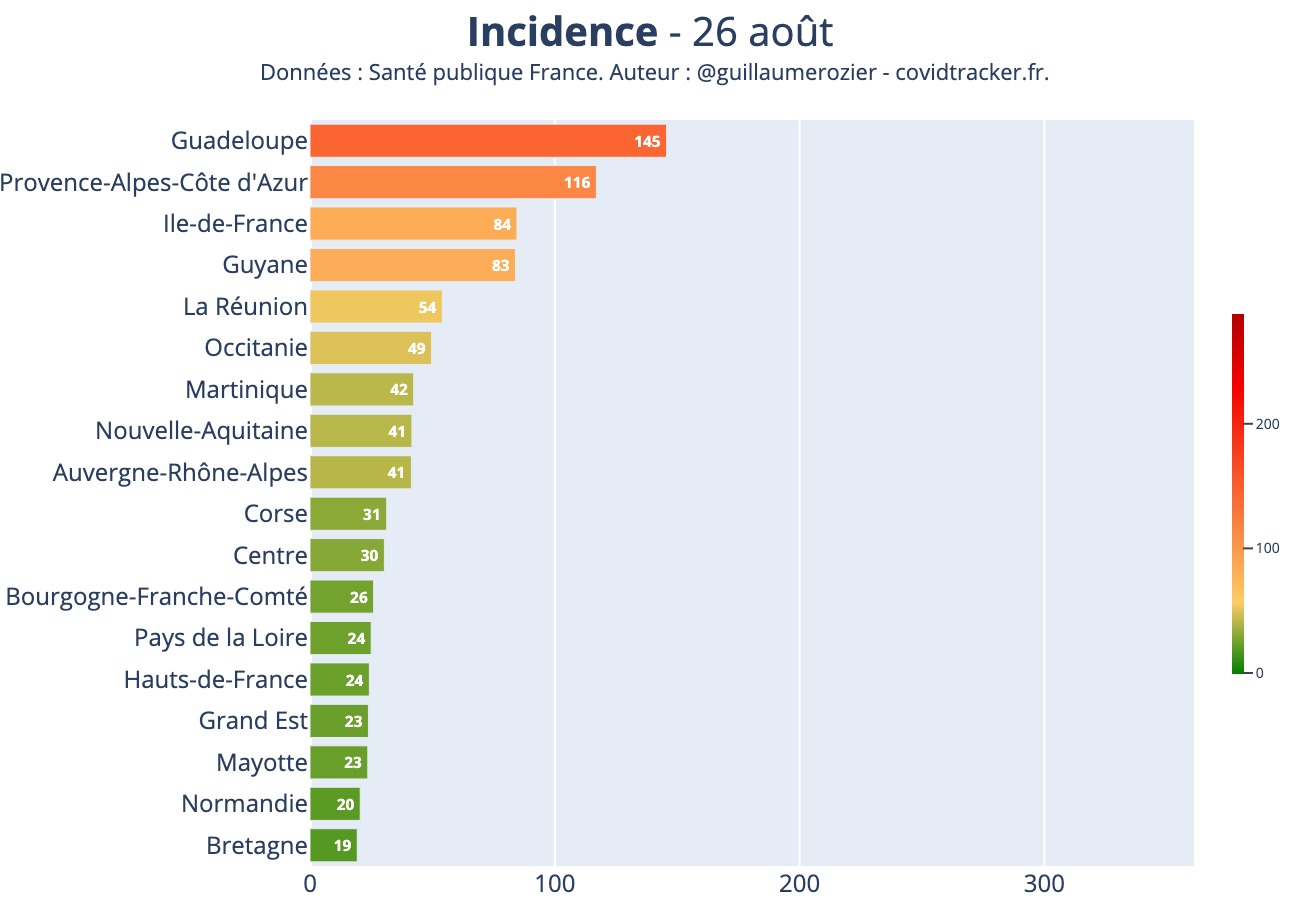 Incidence - 26 août
Données : Santé publique France. Auteur : @guillaumerozier - covidtracker.fr.
Guadeloupe 145
Provence-Alpes-Côte d'Azur 116
Ile-de-France 84
Guyane 83
La Réunion 54
Occitanie 49
Martinique 42
Nouvelle-Aquitaine 41
Auvergne-Rhône-Alpes 41
Corse 31
Centre 30
Bourgogne-Franche-Comté 26
Pays de la Loire 24
Hauts-de-France 24
Grand Est 23
Mayotte 23
Normandie 20
Bretagne 19
0 100 200 300
200
100
0